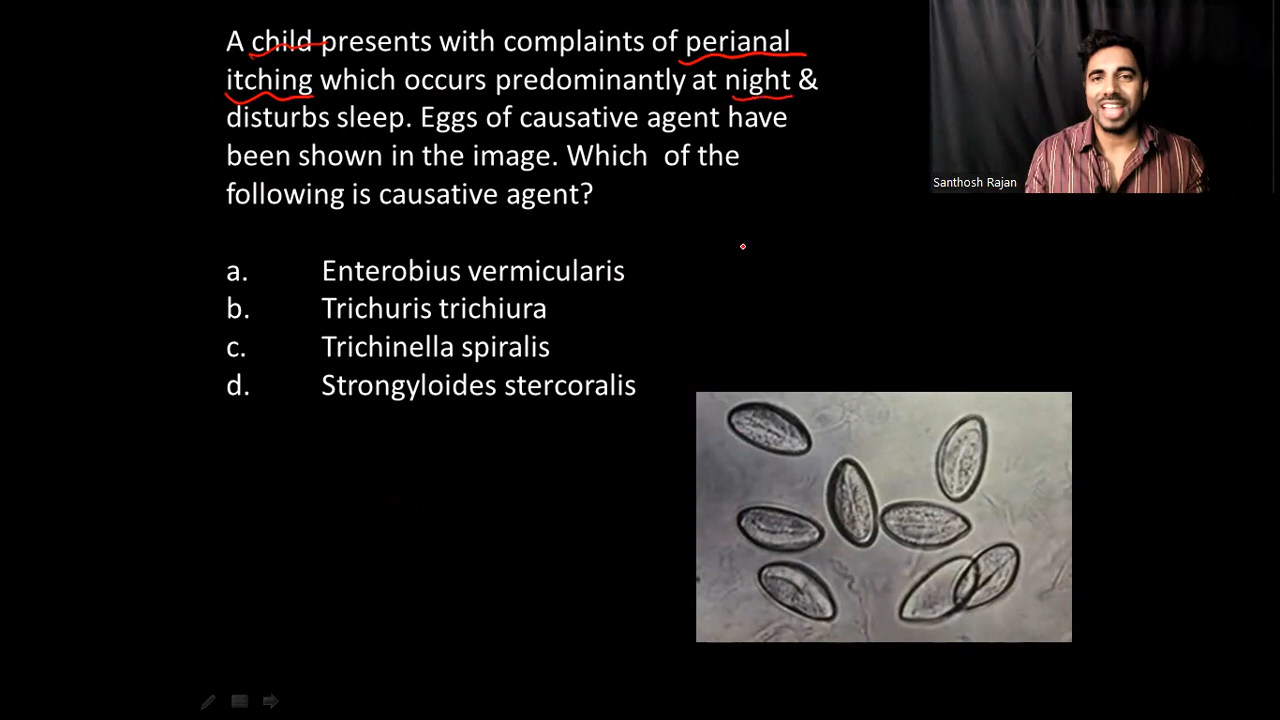 A child presents with complaints of perianal
itching which occurs predominantly at night &
disturbs sleep. Eggs of causative agent have
been shown in the image. Which of the
following is causative agent?
a. Enterobius vermicularis
b. Trichuris trichiura
c. Trichinella spiralis
d. Strongyloides stercoralis
Santhosh Rajan